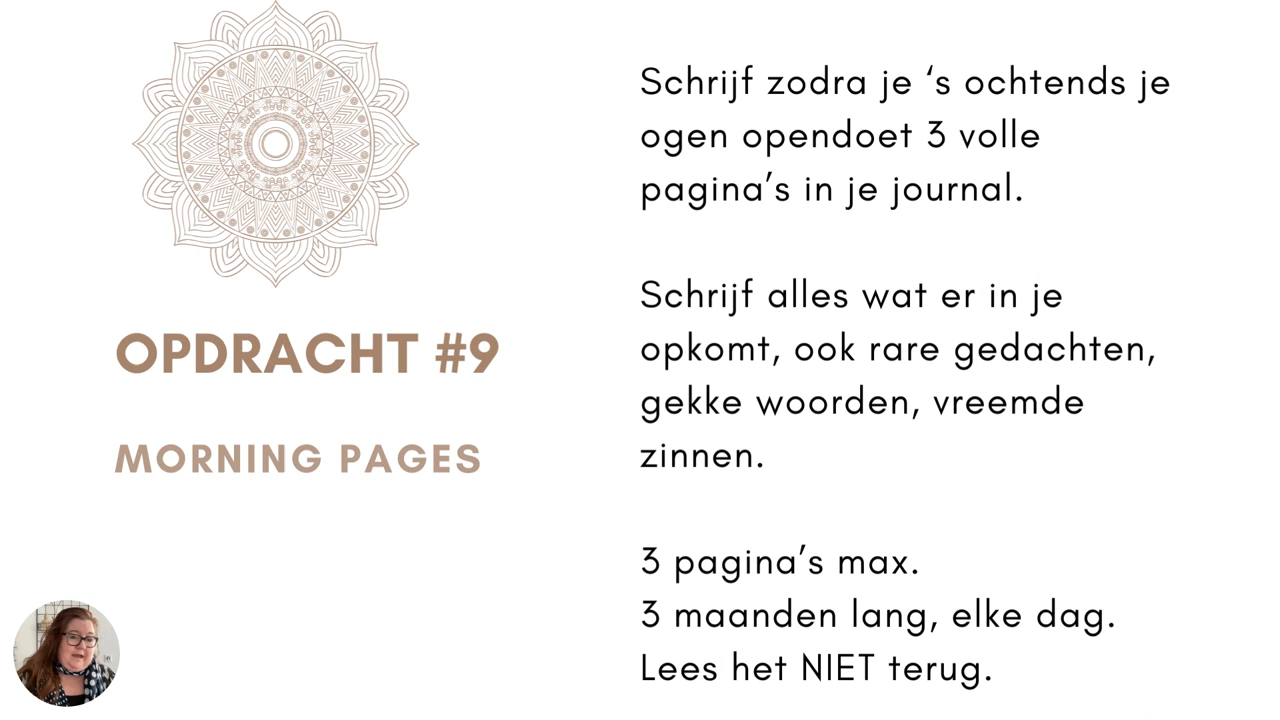 OPDRACHT #9
MORNING PAGES
Schrijf zodra je ‘s ochtends je
ogen opendoet 3 volle
pagina’s in je journal.
Schrijf alles wat er in je
opkomt, ook rare gedachten,
gekke woorden, vreemde
zinnen.
3 pagina’s max.
3 maanden lang, elke dag.
Lees het NIET terug.